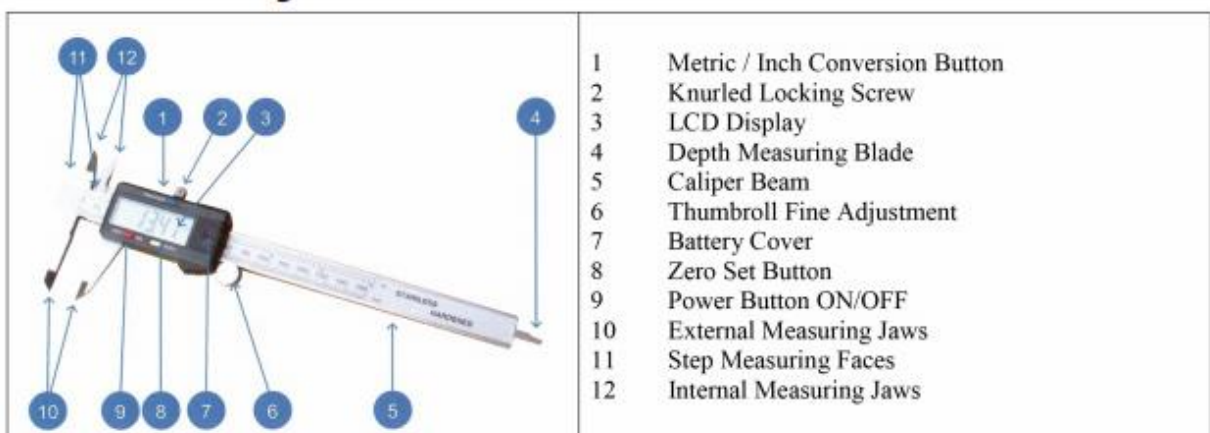 11
12
1
2
3
4
STAINLESS
HARDENED
10
9
8
7
6
5
1 Metric / Inch Conversion Button
2 Knurled Locking Screw
3 LCD Display
4 Depth Measuring Blade
5 Caliper Beam
6 Thumbroll Fine Adjustment
7 Battery Cover
8 Zero Set Button
9 Power Button ON/OFF
10 External Measuring Jaws
11 Step Measuring Faces
12 Internal Measuring Jaws